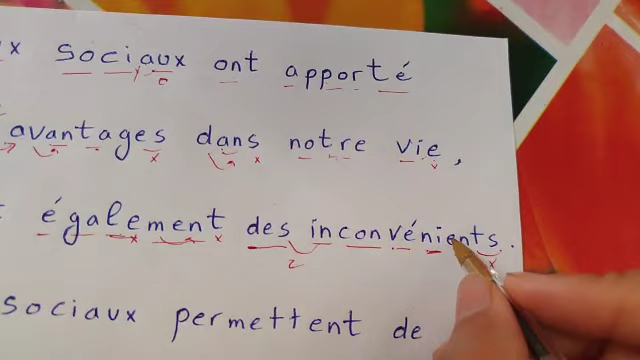 sociaux ont apporté
avantages dans notre vie,
également des inconvénients.
sociaux permettent de